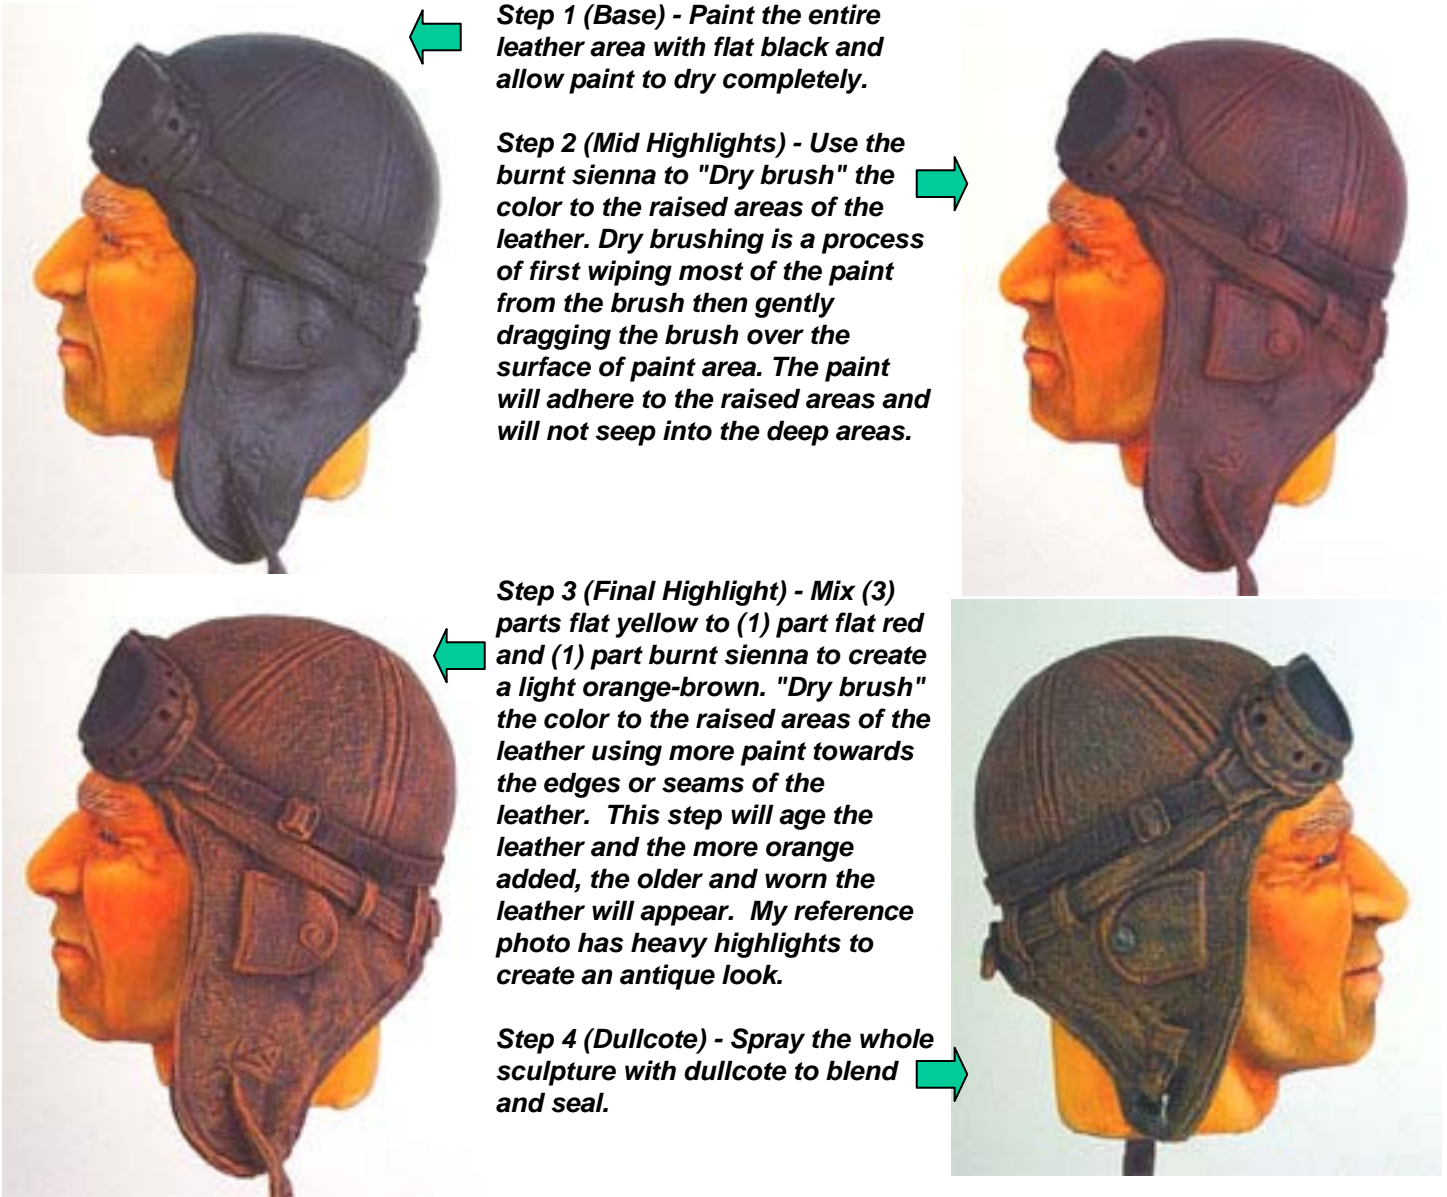 Step 1 (Base) - Paint the entire
leather area with flat black and
allow paint to dry completely.
Step 2 (Mid Highlights) - Use the
burnt sienna to "Dry brush" the
color to the raised areas of the
leather. Dry brushing is a process
of first wiping most of the paint
from the brush then gently
dragging the brush over the
surface of paint area. The paint
will adhere to the raised areas and
will not seep into the deep areas.
Step 3 (Final Highlight) - Mix (3)
parts flat yellow to (1) part flat red
and (1) part burnt sienna to create
a light orange-brown. "Dry brush"
the color to the raised areas of the
leather using more paint towards
the edges or seams of the
leather.  This step will age the
leather and the more orange
added, the older and worn the
leather will appear.  My reference
photo has heavy highlights to
create an antique look.
Step 4 (Dullcote) - Spray the whole
sculpture with dullcote to blend
and seal.